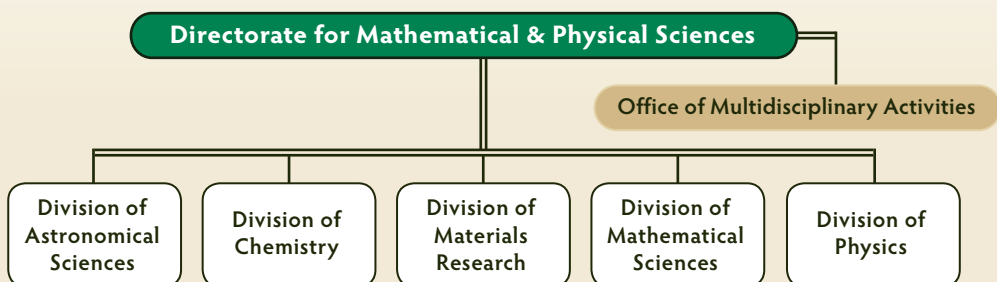 Directorate for Mathematical & Physical Sciences
Office of Multidisciplinary Activities
Division of
Astronomical
Sciences
Division of
Chemistry
Division of
Materials
Research
Division of
Mathematical
Sciences
Division of
Physics